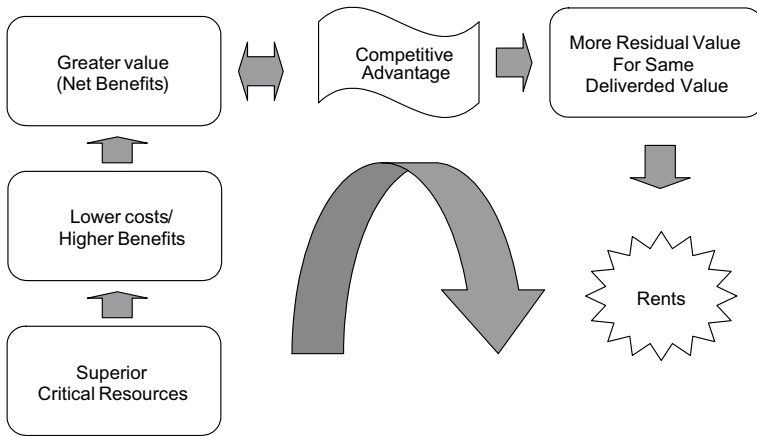 Greater value
(Net Benefits)
Competitive
Advantage
More Residual Value
For Same
Deliverded Value
Lower costs/
Higher Benefits
Rents
Superior
Critical Resources